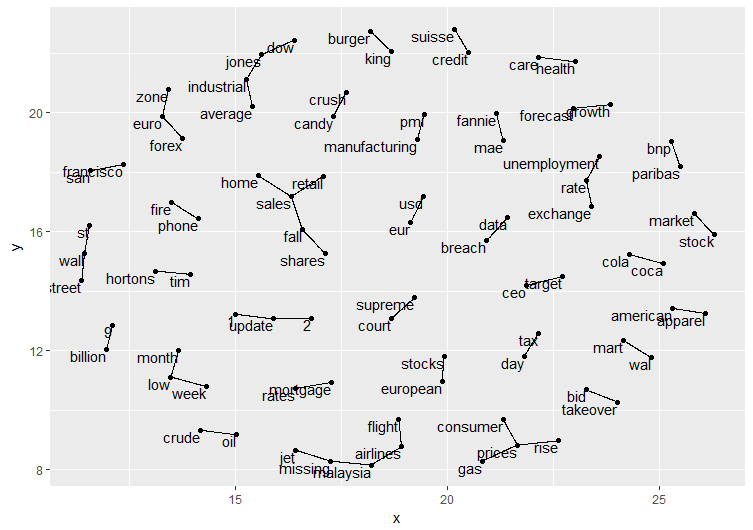 suisse
burger
dow
king
credit
jones
care
health
industrial
zone
crush
20
average
forecast
growth
euro
candy
pmi
fannie
forex
manufacturing
mae
bnp
francisco
unemployment
paribas
san
home
retail
rate
fire
sales
usd
exchange
phone
eur
data
market
16
st
fall
breach
stock
wall
shares
cola
coca
hortons
tim
target
street
ceo
supreme
american
1
update
2
court
apparel
9
tax
mart
12
billion
month
stocks
day
wal
low
week
mortgage
european
bid
rates
takeover
crude
oil
flight
consumer
jet
airlines
prices
rise
8
missing
malaysia
gas
15
20
25
x
y